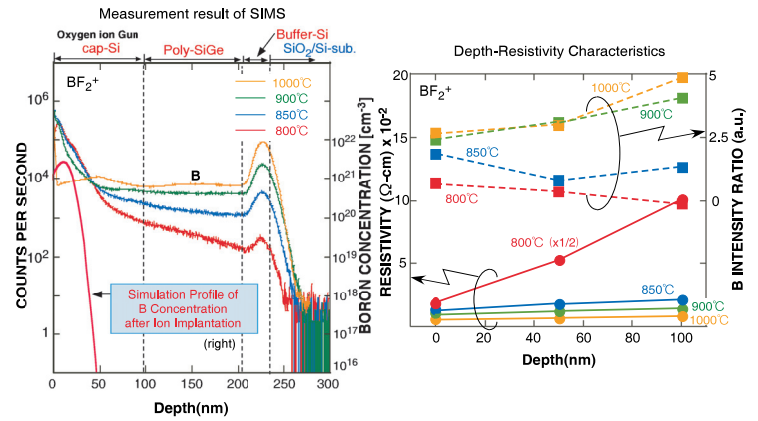 Measurement result of SIMS
Oxygen ion Gun
cap-Si
Poly-SiGe
Buffer-Si
SiO2/Si-sub.
BF2+
1000℃
900℃
850℃
800℃
B
COUNTS PER SECOND
10^6
10^4
10^2
1
BORON CONCENTRATION [cm-3]
10^22
10^21
10^20
10^19
10^18
10^17
10^16
Simulation Profile of
B Concentration
after Ion Implantation
(right)
0 50 100 150 200 250 300
Depth(nm)
Depth-Resistivity Characteristics
BF2+
RESISTIVITY (Ω-cm) x 10^-2
20
15
10
5
B INTENSITY RATIO (a.u.)
5
2.5
0
1000℃
900℃
850℃
800℃
800℃ (x1/2)
850℃
900℃
1000℃
0 20 40 60 80 100
Depth(nm)